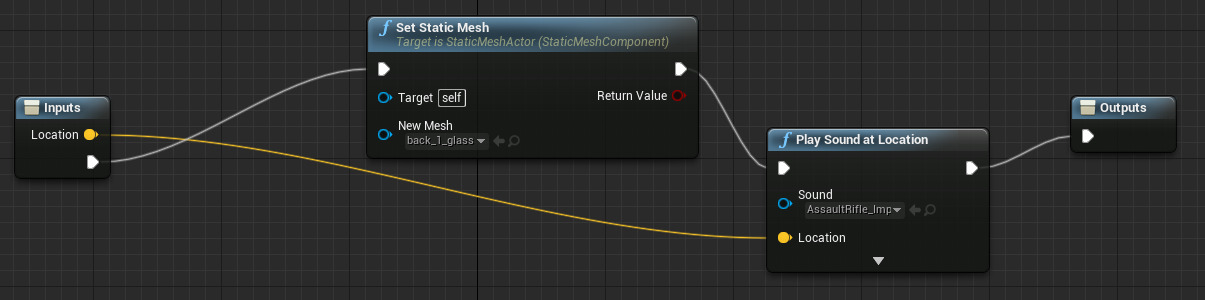 Inputs
Location
Set Static Mesh
Target is StaticMeshActor (StaticMeshComponent)
Target self
Return Value
New Mesh
back_1_glass
Play Sound at Location
Sound
AssaultRifle_Imp
Location
Outputs